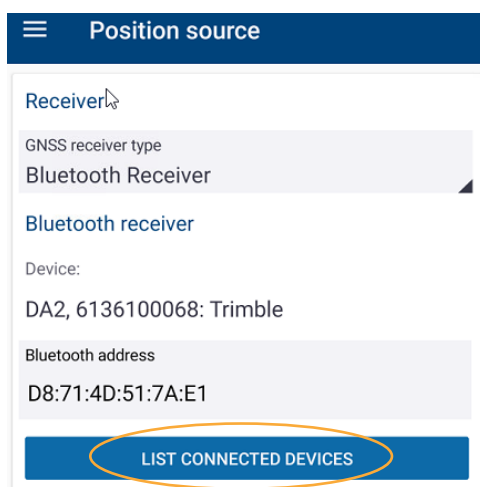 Position source
Receiver
GNSS receiver type
Bluetooth Receiver
Bluetooth receiver
Device:
DA2, 6136100068: Trimble
Bluetooth address
D8:71:4D:51:7A:E1
LIST CONNECTED DEVICES